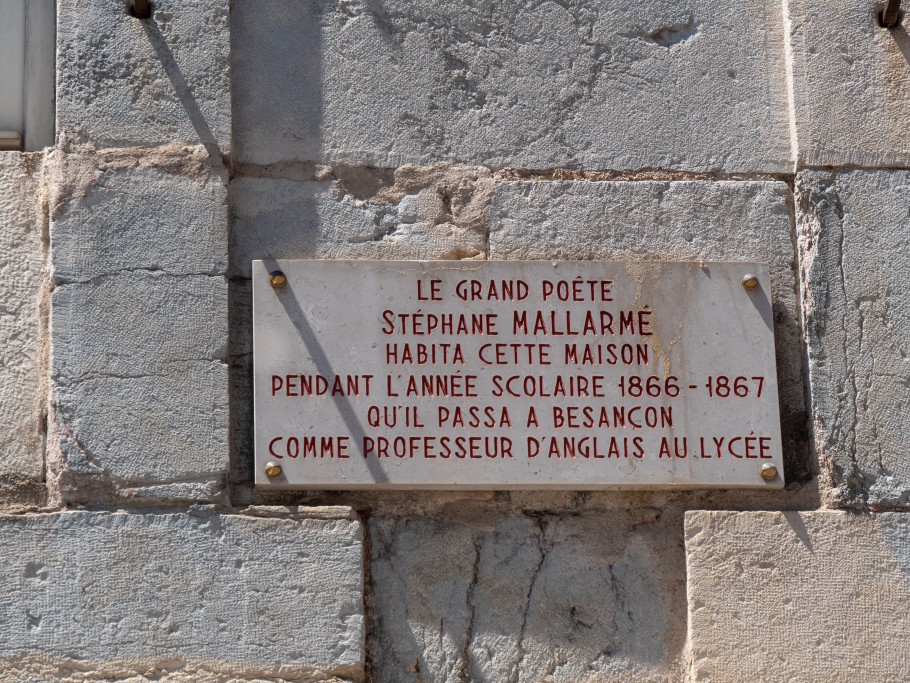 LE GRAND POÊTE
STÉPHANE MALLARMÉ
HABITA CETTE MAISON
PENDANT L'ANNÉE SCOLAIRE 1866-1867
QU'IL PASSA A BESANÇON
COMME PROFESSEUR D'ANGLAIS AU LYCÉE